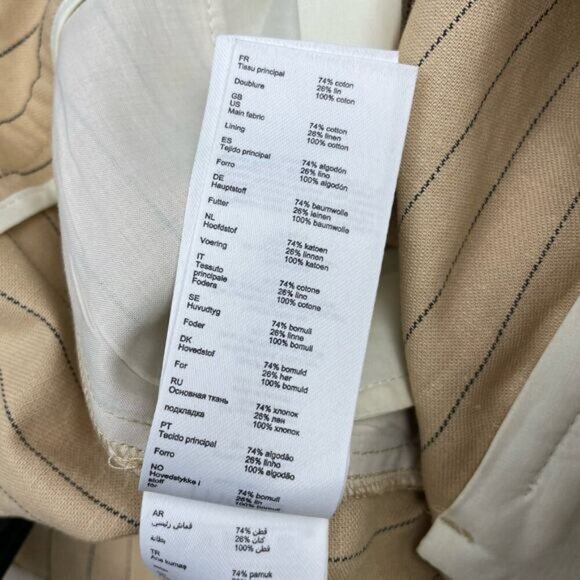 FR
Tissu principal 74% coton
26% lin
Doublure 100% coton
GB
US
Main fabric 74% cotton
26% linen
Lining 100% cotton
ES
Tejido principal 74% algodón
26% lino
Forro 100% algodón
DE
Hauptstoff 74% baumwolle
26% leinen
Futter 100% baumwolle
NL
Hoofdstof 74% katoen
26% linnen
Voering 100% katoen
IT
Tessuto
principale 74% cotone
26% lino
Fodera 100% cotone
SE
Huvudtyg 74% bomull
26% linne
Foder 100% bomull
DK
Hovedstof 74% bomuld
26% hør
For 100% bomuld
RU
Основная ткань 74% хлопок
26% лен
подкладка 100% хлопок
PT
Tecido principal 74% algodão
26% linho
Forro 100% algodão
NO
Hovedstykke i
stoff 74% bomull
26% lin
fôr 100% bomull
AR
قماش رئيسي 74% قطن
26% كتان
بطانة 100% قطن
TR
Ana kumaş 74% pamuk